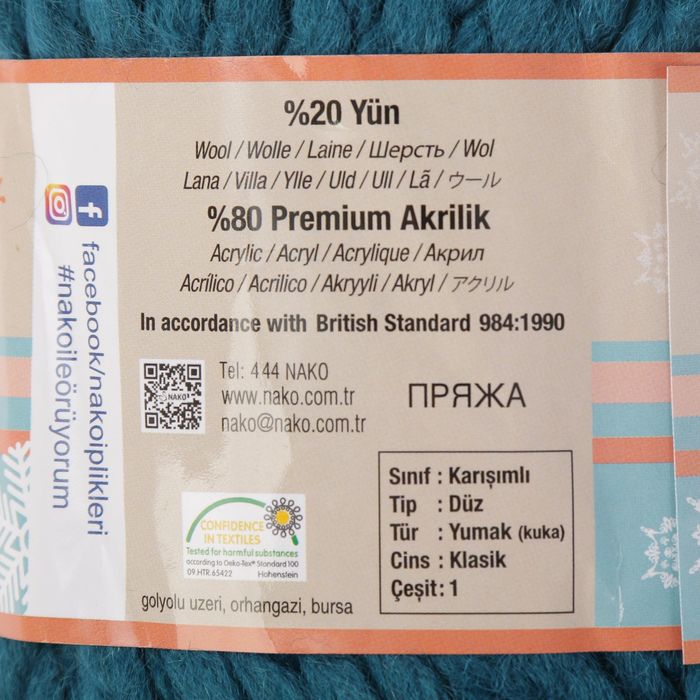 %20 Yün
Wool / Wolle / Laine / Шерсть / Wol
Lana / Villa / Ylle / Uld / Ull / Lã / ウール
%80 Premium Akrilik
Acrylic / Acryl / Acrylique / Акрил
Acrílico / Acrilico / Akryyli / Akryl / アクリル
In accordance with British Standard 984:1990
facebook/nakoiplikleri
#nakoileörüyorum
NAKO
Tel: 444 NAKO
www.nako.com.tr
nako@nako.com.tr
ПРЯЖА
CONFIDENCE
IN TEXTILES
Tested for harmful substances
according to Oeko-Tex® Standard 100
09.HTR.65422 Hohenstein
golyolu uzeri, orhangazi, bursa
Sınıf : Karışımlı
Tip : Düz
Tür : Yumak (kuka)
Cins : Klasik
Çeşit : 1